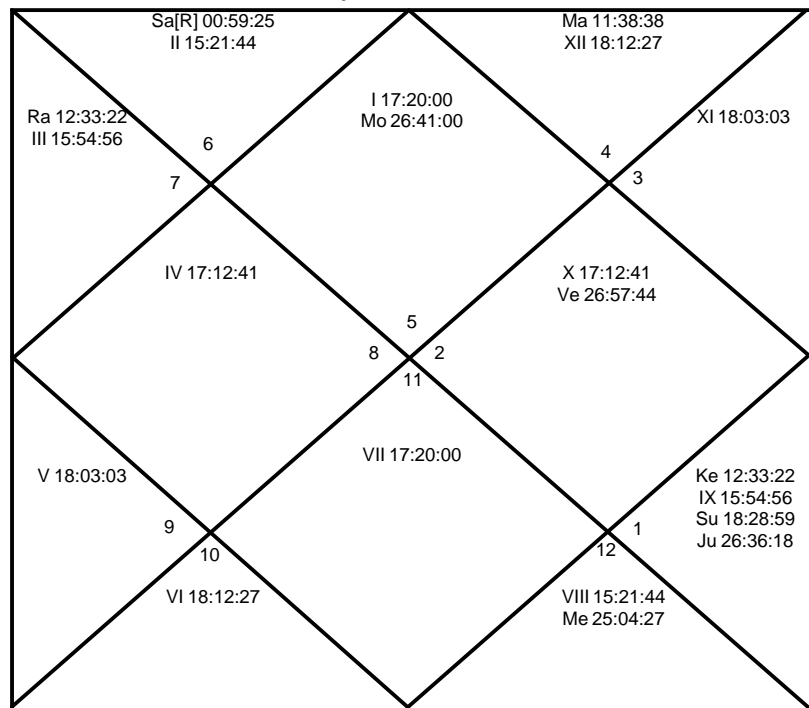 Sa[R] 00:59:25
II 15:21:44
Ma 11:38:38
XII 18:12:27
I 17:20:00
Mo 26:41:00
Ra 12:33:22
III 15:54:56
XI 18:03:03
6
4
7
3
IV 17:12:41
X 17:12:41
Ve 26:57:44
5
8
2
11
VII 17:20:00
V 18:03:03
Ke 12:33:22
IX 15:54:56
Su 18:28:59
Ju 26:36:18
9
1
10
12
VI 18:12:27
VIII 15:21:44
Me 25:04:27